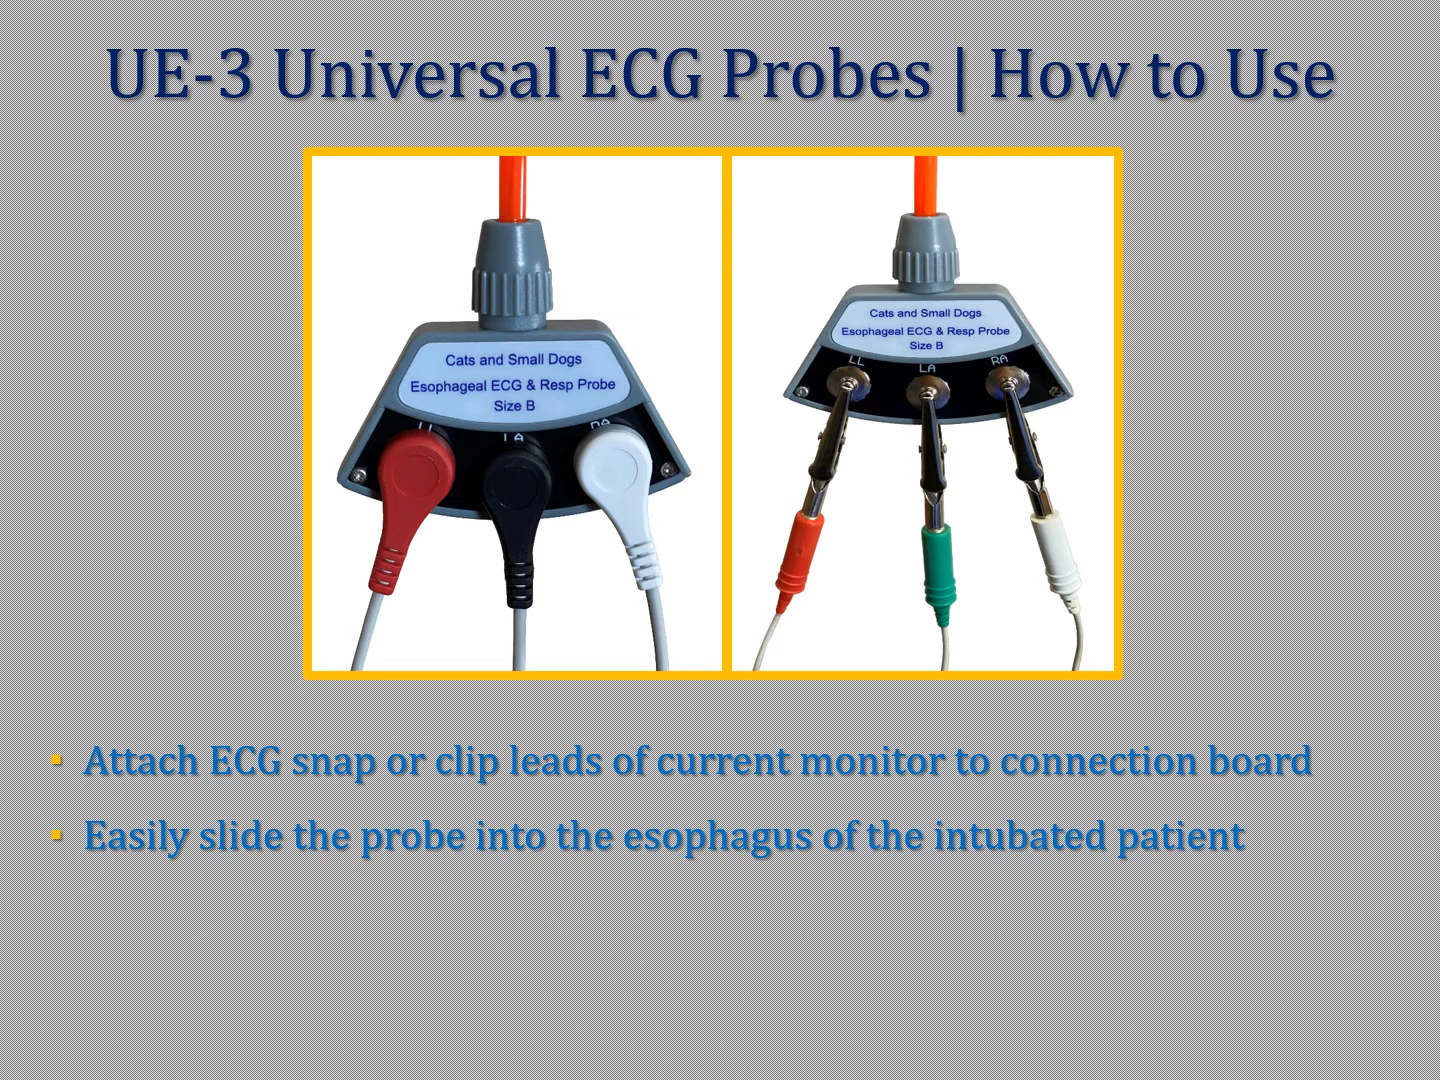 UE-3 Universal ECG Probes | How to Use
Cats and Small Dogs
Esophageal ECG & Resp Probe
Size B
LL
LA
RA
Cats and Small Dogs
Esophageal ECG & Resp Probe
Size B
LL
LA
RA
Attach ECG snap or clip leads of current monitor to connection board
Easily slide the probe into the esophagus of the intubated patient